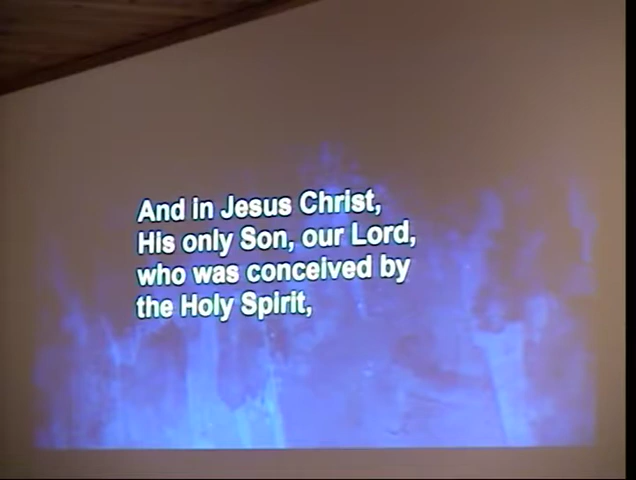 And in Jesus Christ,
His only Son, our Lord,
who was conceived by
the Holy Spirit,